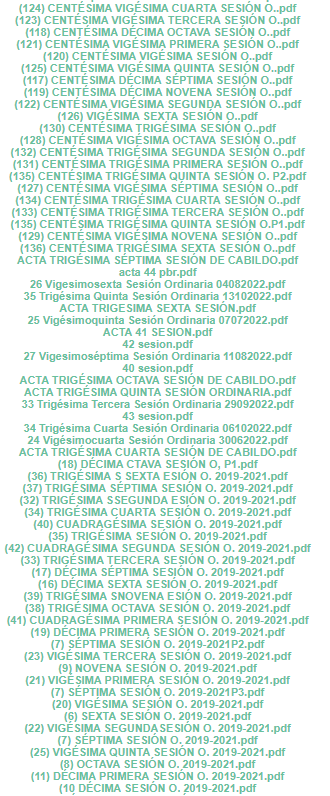 (124) CENTÉSIMA VIGÉSIMA CUARTA SESIÓN O..pdf
(123) CENTÉSIMA VIGÉSIMA TERCERA SESIÓN O..pdf
(118) CENTÉSIMA DÉCIMA OCTAVA SESIÓN O..pdf
(121) CENTÉSIMA VIGÉSIMA PRIMERA SESIÓN O..pdf
(120) CENTÉSIMA VIGÉSIMA SESIÓN O..pdf
(125) CENTÉSIMA VIGÉSIMA QUINTA SESIÓN O..pdf
(117) CENTÉSIMA DÉCIMA SÉPTIMA SESIÓN O..pdf
(119) CENTÉSIMA DÉCIMA NOVENA SESIÓN O..pdf
(122) CENTÉSIMA VIGÉSIMA SEGUNDA SESIÓN O..pdf
(126) VIGÉSIMA SEXTA SESIÓN O..pdf
(130) CENTÉSIMA TRIGÉSIMA SESIÓN O..pdf
(128) CENTÉSIMA VIGÉSIMA OCTAVA SESIÓN O..pdf
(132) CENTÉSIMA TRIGÉSIMA SEGUNDA SESIÓN O..pdf
(131) CENTÉSIMA TRIGÉSIMA PRIMERA SESIÓN O..pdf
(135) CENTÉSIMA TRIGÉSIMA QUINTA SESIÓN O. P2.pdf
(127) CENTÉSIMA VIGÉSIMA SÉPTIMA SESIÓN O..pdf
(134) CENTÉSIMA TRIGÉSIMA CUARTA SESIÓN O..pdf
(133) CENTÉSIMA TRIGÉSIMA TERCERA SESIÓN O..pdf
(135) CENTÉSIMA TRIGÉSIMA QUINTA SESIÓN O.P1.pdf
(129) CENTÉSIMA VIGÉSIMA NOVENA SESIÓN O..pdf
(136) CENTÉSIMA TRIGÉSIMA SEXTA SESIÓN O..pdf
ACTA TRIGÉSIMA SÉPTIMA SESIÓN DE CABILDO.pdf
acta 44 pbr.pdf
26 Vigesimosexta Sesión Ordinaria 04082022.pdf
35 Trigésima Quinta Sesión Ordinaria 13102022.pdf
ACTA TRIGESIMA SEXTA SESIÓN.pdf
25 Vigésimoquinta Sesión Ordinaria 07072022.pdf
ACTA 41 SESION.pdf
42 sesion.pdf
27 Vigesimoséptima Sesión Ordinaria 11082022.pdf
40 sesion.pdf
ACTA TRIGÉSIMA OCTAVA SESIÓN DE CABILDO.pdf
ACTA TRIGÉSIMA QUINTA SESIÓN ORDINARIA.pdf
33 Trigésima Tercera Sesión Ordinaria 29092022.pdf
43 sesion.pdf
34 Trigésima Cuarta Sesión Ordinaria 06102022.pdf
24 Vigésimocuarta Sesión Ordinaria 30062022.pdf
ACTA TRIGÉSIMA CUARTA SESIÓN DE CABILDO.pdf
(18) DÉCIMA CTAVA SESIÓN O, P1.pdf
(36) TRIGÉSIMA S SEXTA ESIÓN O. 2019-2021.pdf
(37) TRIGÉSIMA SÉPTIMA SESIÓN O. 2019-2021.pdf
(32) TRIGÉSIMA SSEGUNDA ESIÓN O. 2019-2021.pdf
(34) TRIGÉSIMA CUARTA SESIÓN O. 2019-2021.pdf
(40) CUADRAGÉSIMA SESIÓN O. 2019-2021.pdf
(35) TRIGÉSIMA SESIÓN O. 2019-2021.pdf
(42) CUADRAGÉSIMA SEGUNDA SESIÓN O. 2019-2021.pdf
(33) TRIGÉSIMA TERCERA SESIÓN O. 2019-2021.pdf
(17) DÉCIMA SÉPTIMA SESIÓN O. 2019-2021.pdf
(16) DÉCIMA SEXTA SESIÓN O. 2019-2021.pdf
(39) TRIGÉSIMA SNOVENA ESIÓN O. 2019-2021.pdf
(38) TRIGÉSIMA OCTAVA SESIÓN O. 2019-2021.pdf
(41) CUADRAGÉSIMA PRIMERA SESIÓN O. 2019-2021.pdf
(19) DÉCIMA PRIMERA SESIÓN O. 2019-2021.pdf
(7) SÉPTIMA SESIÓN O. 2019-2021P2.pdf
(23) VIGÉSIMA TERCERA SESIÓN O. 2019-2021.pdf
(9) NOVENA SESIÓN O. 2019-2021.pdf
(21) VIGÉSIMA PRIMERA SESIÓN O. 2019-2021.pdf
(7) SÉPTIMA SESIÓN O. 2019-2021P3.pdf
(20) VIGÉSIMA SESIÓN O. 2019-2021.pdf
(6) SEXTA SESIÓN O. 2019-2021.pdf
(22) VIGÉSIMA SEGUNDASESIÓN O. 2019-2021.pdf
(7) SÉPTIMA SESIÓN O. 2019-2021.pdf
(25) VIGÉSIMA QUINTA SESIÓN O. 2019-2021.pdf
(8) OCTAVA SESIÓN O. 2019-2021.pdf
(11) DÉCIMA PRIMERA SESIÓN O. 2019-2021.pdf
(10 DÉCIMA SESIÓN O. 2019-2021.pdf